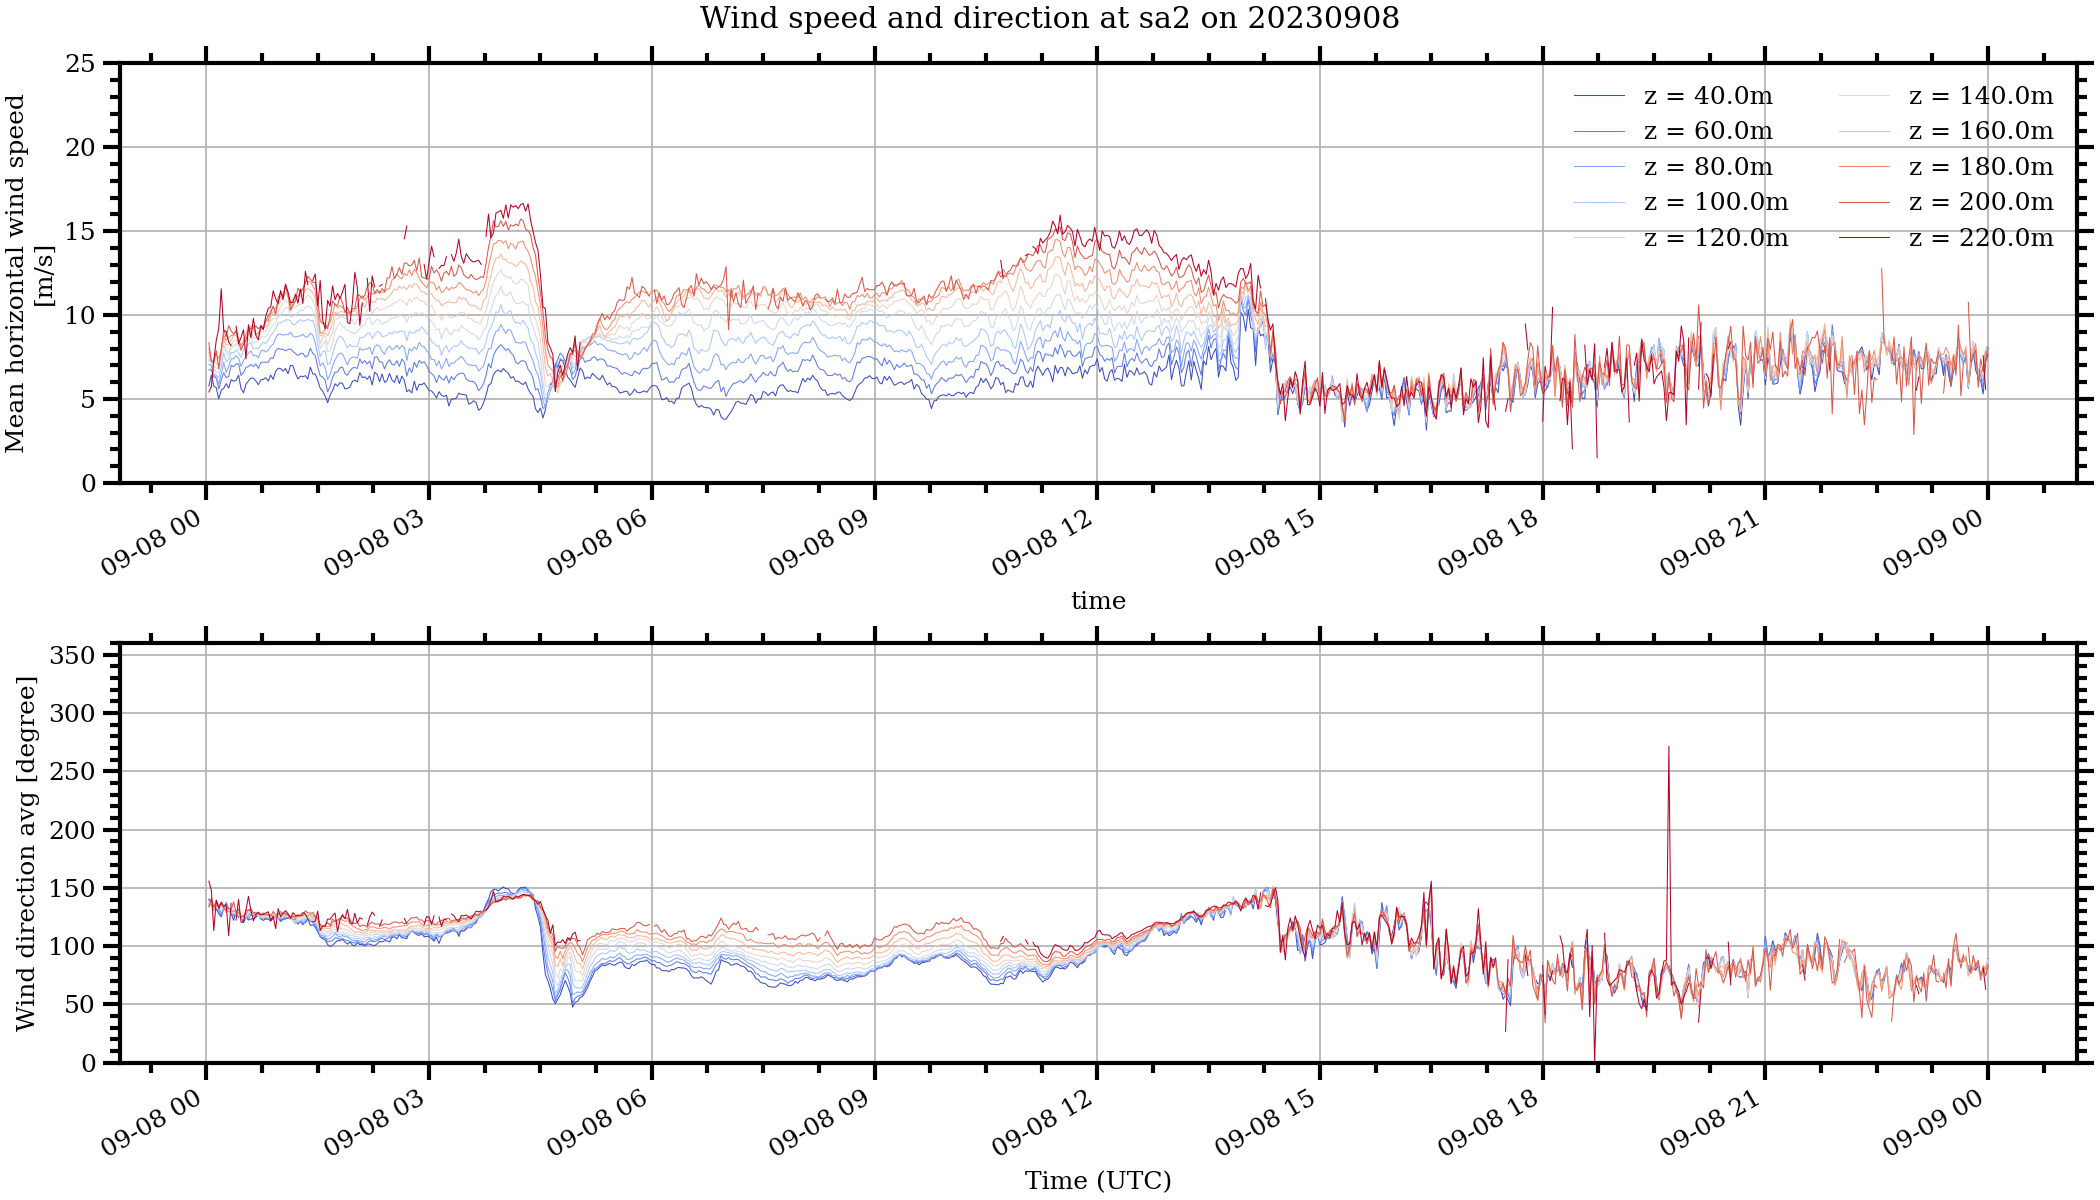 Wind speed and direction at sa2 on 20230908
Mean horizontal wind speed
[m/s]
25
20
15
10
5
0
z = 40.0m
z = 60.0m
z = 80.0m
z = 100.0m
z = 120.0m
z = 140.0m
z = 160.0m
z = 180.0m
z = 200.0m
z = 220.0m
09-08 00
09-08 03
09-08 06
09-08 09
09-08 12
09-08 15
09-08 18
09-08 21
09-09 00
time
Wind direction avg [degree]
350
300
250
200
150
100
50
0
09-08 00
09-08 03
09-08 06
09-08 09
09-08 12
09-08 15
09-08 18
09-08 21
09-09 00
Time (UTC)